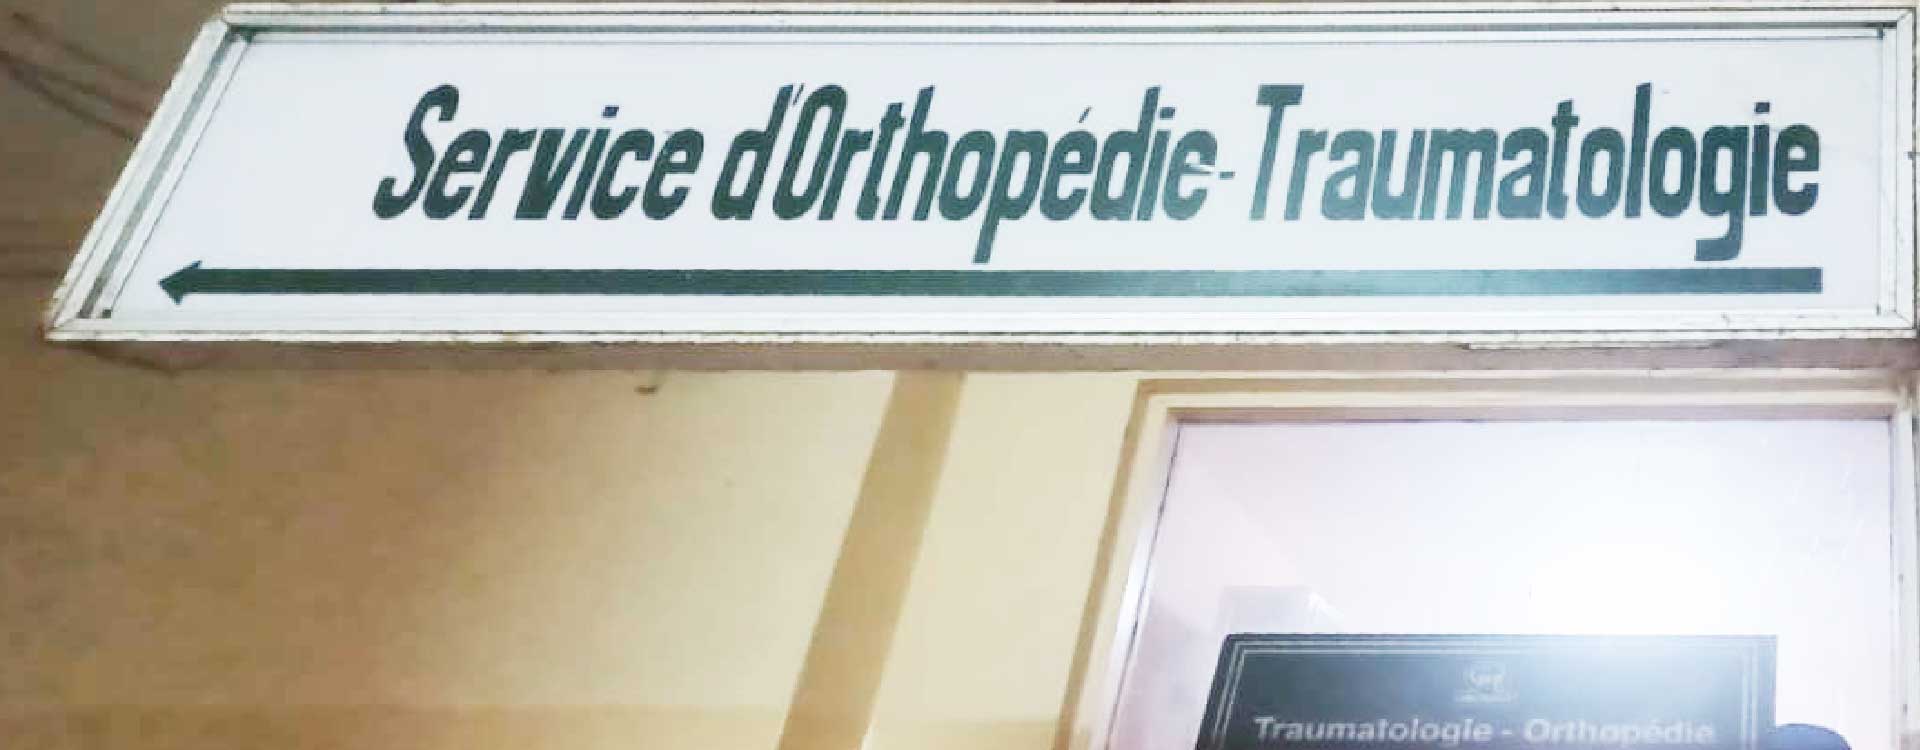 Service d'Orthopédie-Traumatologie
Traumatologie - Orthopédie